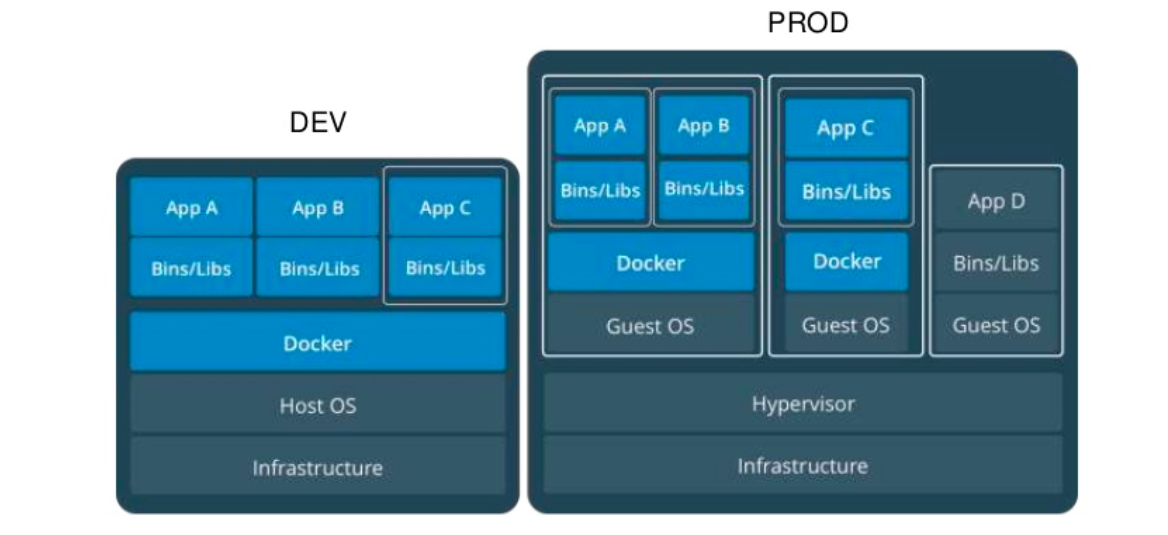 PROD
DEV
App A App B App C
Bins/Libs Bins/Libs Bins/Libs
Docker
Host OS
Infrastructure
App A App B App C
Bins/Libs Bins/Libs Bins/Libs
App D
Docker Docker Bins/Libs
Guest OS Guest OS Guest OS
Hypervisor
Infrastructure